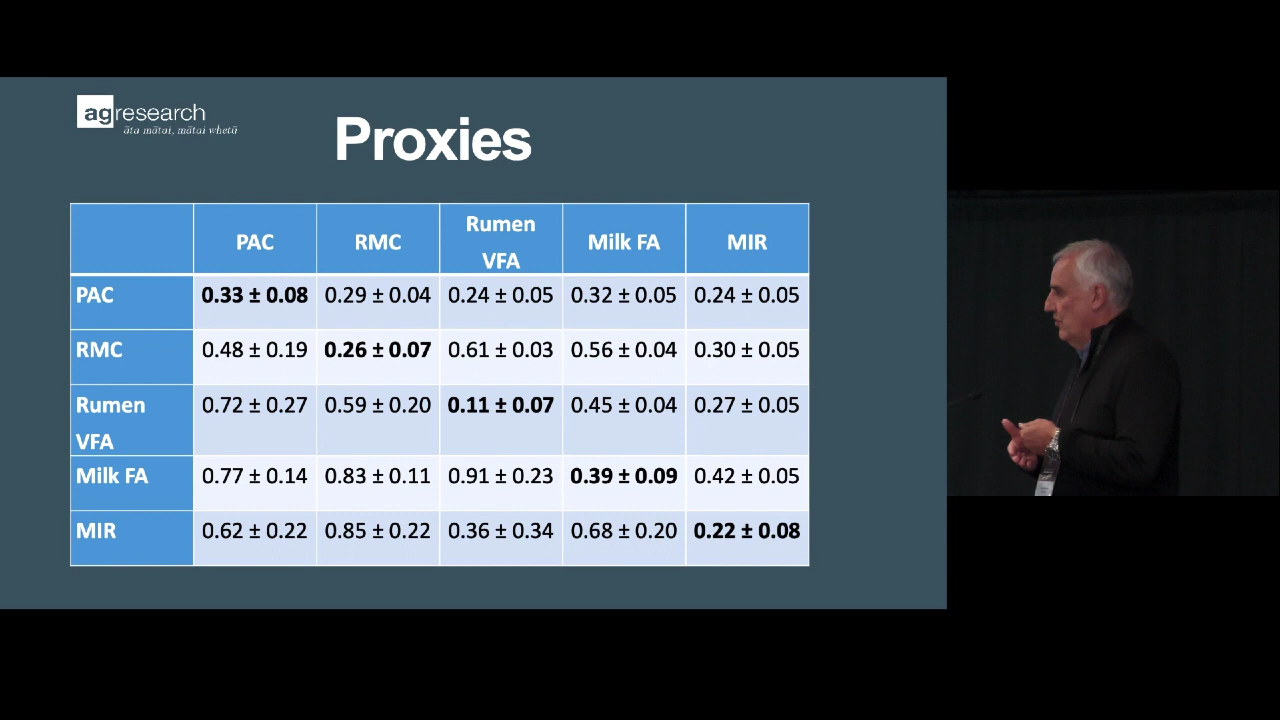 agresearch
āta mātai, mātai whetū
Proxies
PAC RMC Rumen VFA Milk FA MIR
PAC 0.33 ± 0.08 0.29 ± 0.04 0.24 ± 0.05 0.32 ± 0.05 0.24 ± 0.05
RMC 0.48 ± 0.19 0.26 ± 0.07 0.61 ± 0.03 0.56 ± 0.04 0.30 ± 0.05
Rumen VFA 0.72 ± 0.27 0.59 ± 0.20 0.11 ± 0.07 0.45 ± 0.04 0.27 ± 0.05
Milk FA 0.77 ± 0.14 0.83 ± 0.11 0.91 ± 0.23 0.39 ± 0.09 0.42 ± 0.05
MIR 0.62 ± 0.22 0.85 ± 0.22 0.36 ± 0.34 0.68 ± 0.20 0.22 ± 0.08